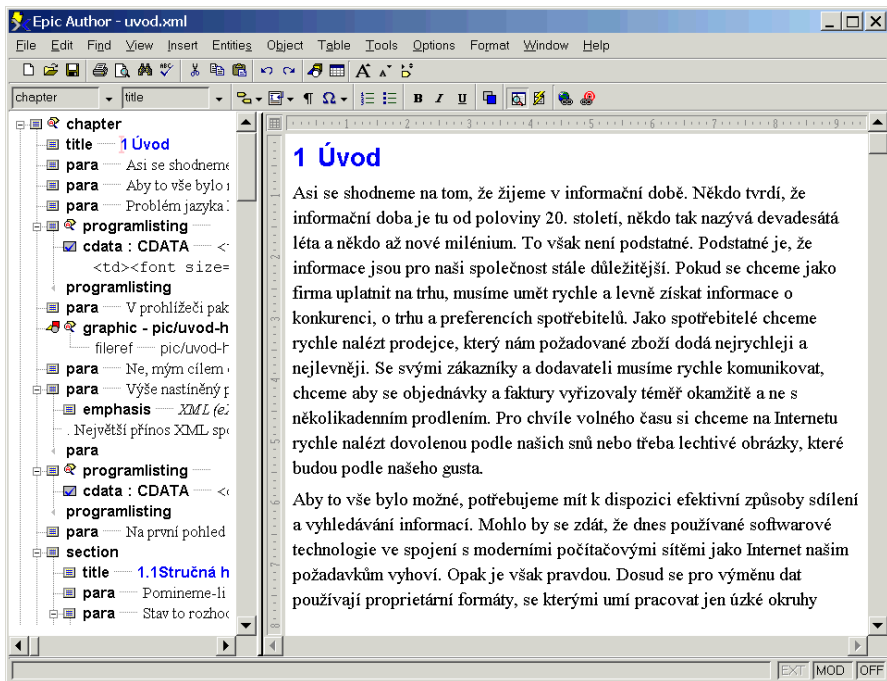 Epic Author - uvod.xml
File Edit Find View Insert Entities Object Table Tools Options Format Window Help
chapter title
chapter
title 1 Úvod
para Asi se shodneme
para Aby to vše bylo
para Problém jazyka
programlisting
cdata : CDATA <
<td><font size=
programlisting
para V prohlížeči pak
graphic - pic/uvod-h
fileref pic/uvod-h
para Ne, mým cílem
para Výše nastíněný
emphasis XML (e
. Největší přínos XML
para
programlisting
cdata : CDATA
programlisting
para Na první pohled
section
title 1.1Stručná h
para Pomineme-li
para Stav to
1 Úvod
Asi se shodneme na tom, že žijeme v informační době. Někdo tvrdí, že
informační doba je tu od poloviny 20. století, někdo tak nazývá devadesátá
léta a někdo až nové milénium. To však není podstatné. Podstatné je, že
informace jsou pro naši společnost stále důležitější. Pokud se chceme jako
firma uplatnit na trhu, musíme umět rychle a levně získat informace o
konkurenci, o trhu a preferencích spotřebitelů. Jako spotřebitelé chceme
rychle nalézt prodejce, který nám požadované zboží dodá nejrychleji a
nejlevněji. Se svými zákazníky a dodavateli musíme rychle komunikovat,
chceme aby se objednávky a faktury vyřizovaly téměř okamžitě a ne s
několikadenním prodlením. Pro chvíle volného času si chceme na Internetu
rychle nalézt dovolenou podle našich snů nebo třeba lechtivé obrázky, které
budou podle našeho gusta.
Aby to vše bylo možné, potřebujeme mít k dispozici efektivní způsoby sdílení
a vyhledávání informací. Mohlo by se zdát, že dnes používané softwarové
technologie ve spojení s moderními počítačovými sítěmi jako Internet našim
požadavkům vyhoví. Opak je však pravdou. Dosud se pro výměnu dat
používají proprietární formáty, se kterými umí pracovat jen úzké okruhy
EXT MOD OFF